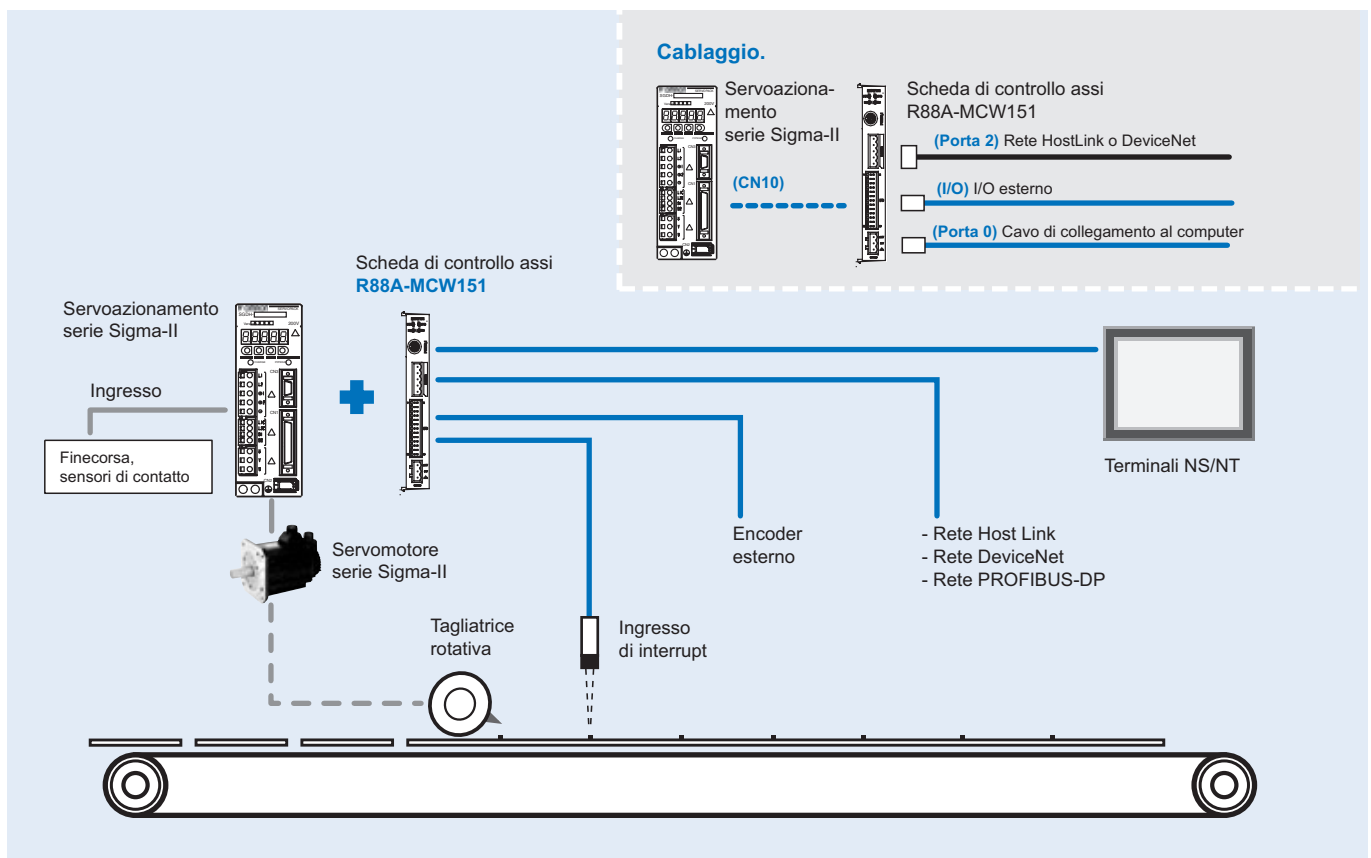 Cablaggio.
Servoaziona-
mento
serie Sigma-II
Scheda di controllo assi
R88A-MCW151
(Porta 2) Rete HostLink o DeviceNet
(CN10)
(I/O) I/O esterno
(Porta 0) Cavo di collegamento al computer
Scheda di controllo assi
R88A-MCW151
Servoazionamento
serie Sigma-II
Ingresso
Finecorsa,
sensori di contatto
Terminali NS/NT
Servomotore
serie Sigma-II
Encoder
esterno
- Rete Host Link
- Rete DeviceNet
- Rete PROFIBUS-DP
Tagliatrice
rotativa
Ingresso
di interrupt